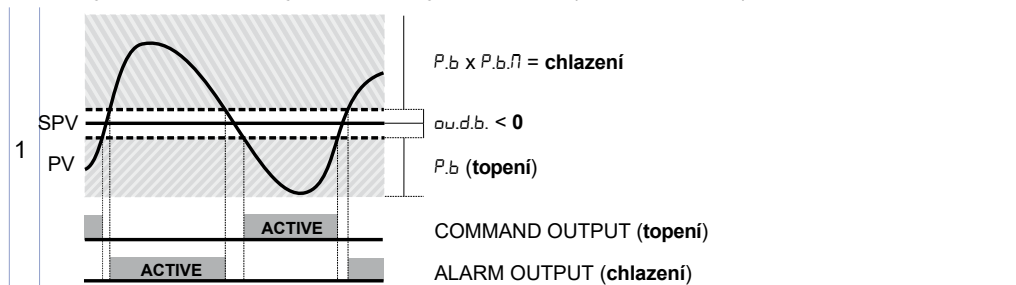 P.b x P.b.M = chlazení
SPV
ou.d.b. < 0
1
PV
P.b (topení)
ACTIVE
COMMAND OUTPUT (topení)
ACTIVE
ALARM OUTPUT (chlazení)